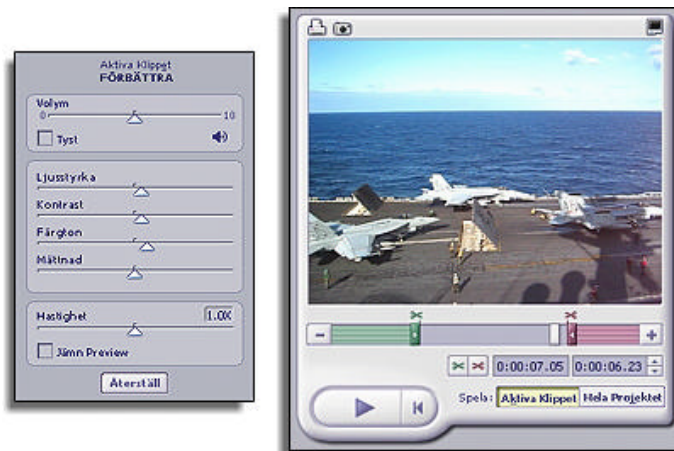 Aktiva Klippet
FÖRBÄTTRA
Volym
0 10
Tyst
Ljusstyrka
Kontrast
Färgton
Mättnad
Hastighet 1.0X
Jämn Preview
Återställ
0:00:07.05 0:00:06.23
Spela: Aktiva Klippet Hela Projektet